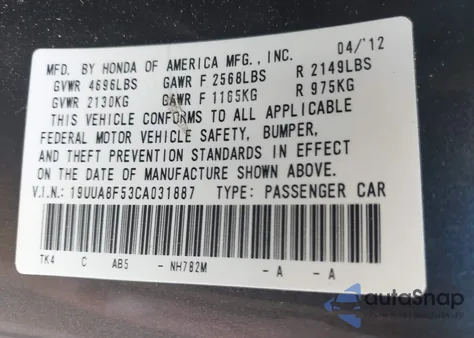 MFD. BY HONDA OF AMERICA MFG., INC. 04/'12
GVWR 4696LBS GAWR F 2568LBS R 2149LBS
GVWR 2130KG GAWR F 1165KG R 975KG
THIS VEHICLE CONFORMS TO ALL APPLICABLE
FEDERAL MOTOR VEHICLE SAFETY, BUMPER,
AND THEFT PREVENTION STANDARDS IN EFFECT
ON THE DATE OF MANUFACTURE SHOWN ABOVE.
V.I.N.: 19UUA8F53CA031887 TYPE: PASSENGER CAR
TK4 C AB5 - NH782M - A - A
autoSnap